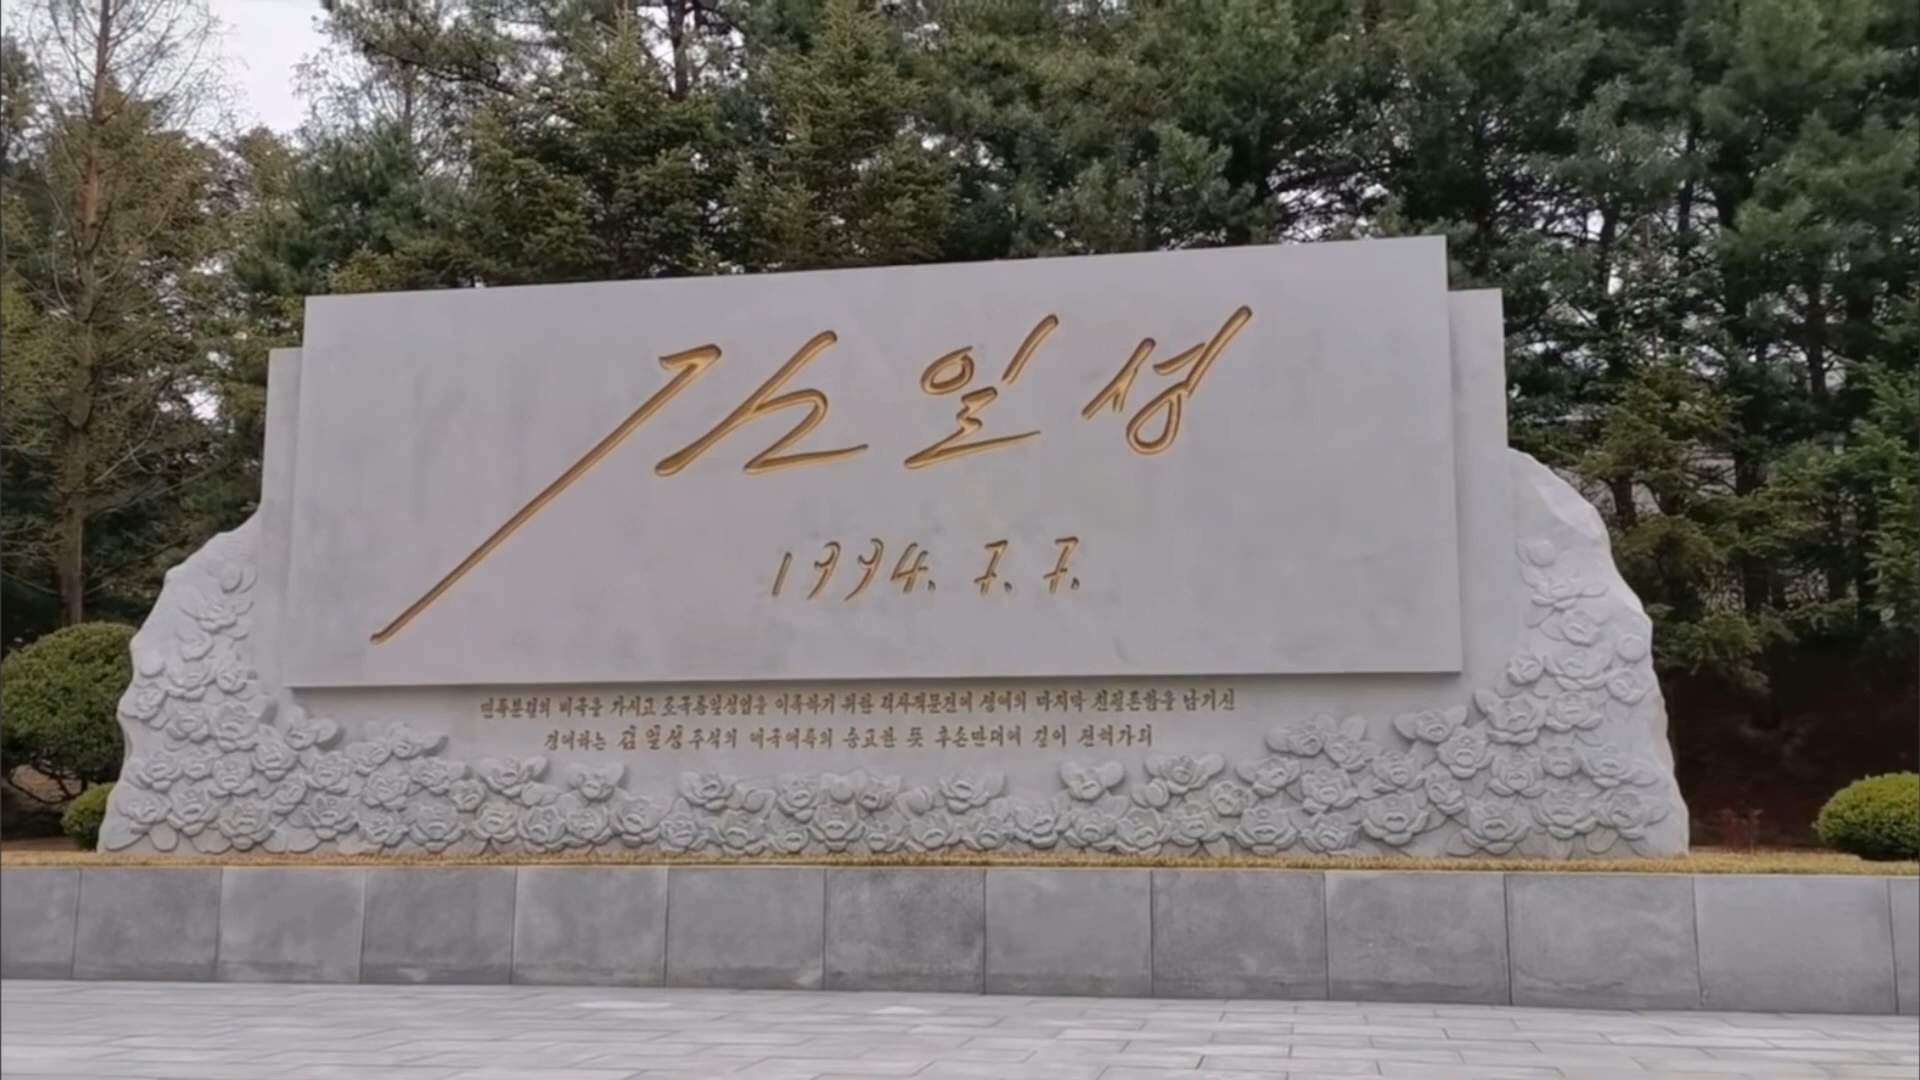 김일성
1994. 7. 7.
민족분렬의 비극을 가시고 조국통일성업을 이룩하기 위한 력사적문건에 생애의 마지막 친필존함을 남기신
경애하는 김일성주석의 애국애족의 숭고한 뜻 후손만대에 길이 전해가리